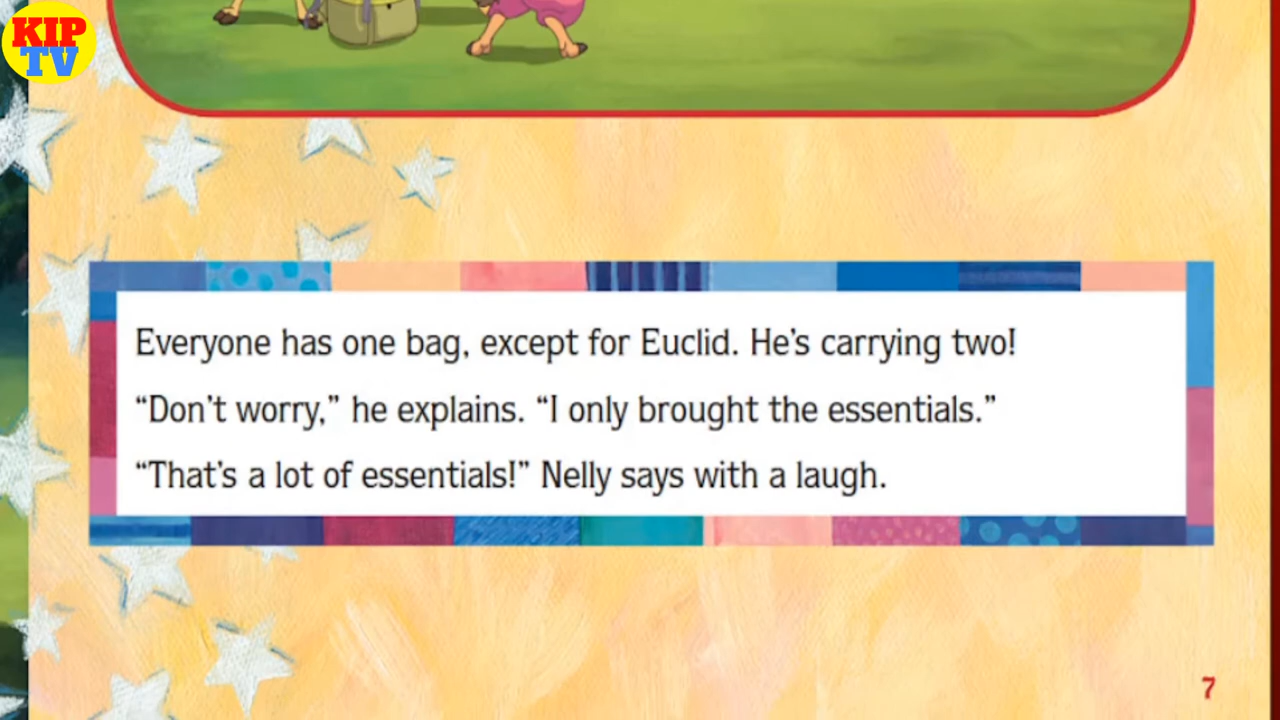 KIP
TV
Everyone has one bag, except for Euclid. He's carrying two!
“Don't worry,” he explains. “I only brought the essentials.”
“That's a lot of essentials!” Nelly says with a laugh.
7